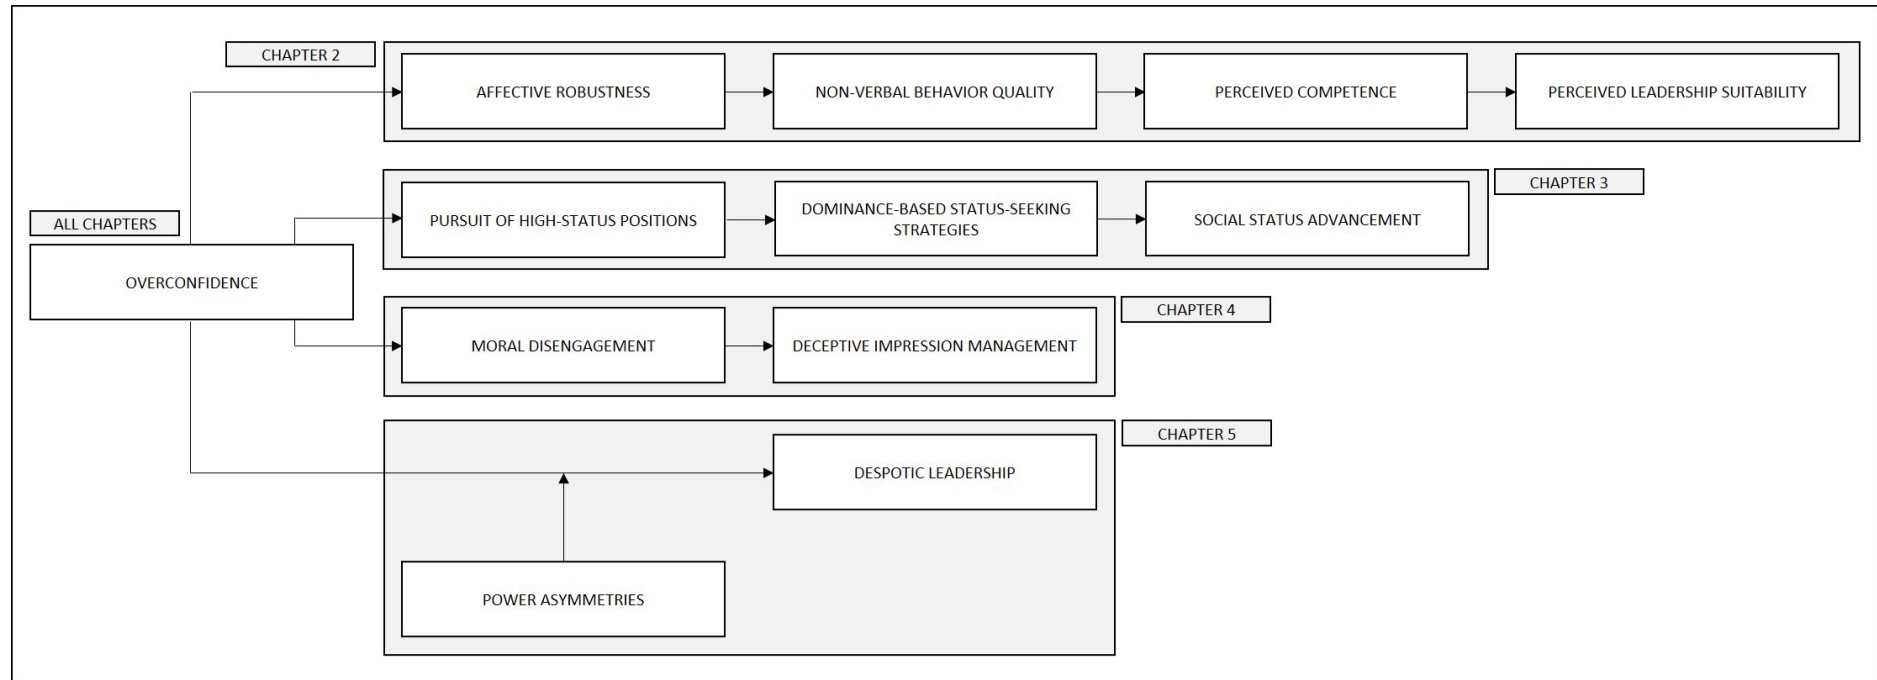 CHAPTER 2
AFFECTIVE ROBUSTNESS
NON-VERBAL BEHAVIOR QUALITY
PERCEIVED COMPETENCE
PERCEIVED LEADERSHIP SUITABILITY
CHAPTER 3
PURSUIT OF HIGH-STATUS POSITIONS
DOMINANCE-BASED STATUS-SEEKING
STRATEGIES
SOCIAL STATUS ADVANCEMENT
ALL CHAPTERS
OVERCONFIDENCE
CHAPTER 4
MORAL DISENGAGEMENT
DECEPTIVE IMPRESSION MANAGEMENT
CHAPTER 5
DESPOTIC LEADERSHIP
POWER ASYMMETRIES